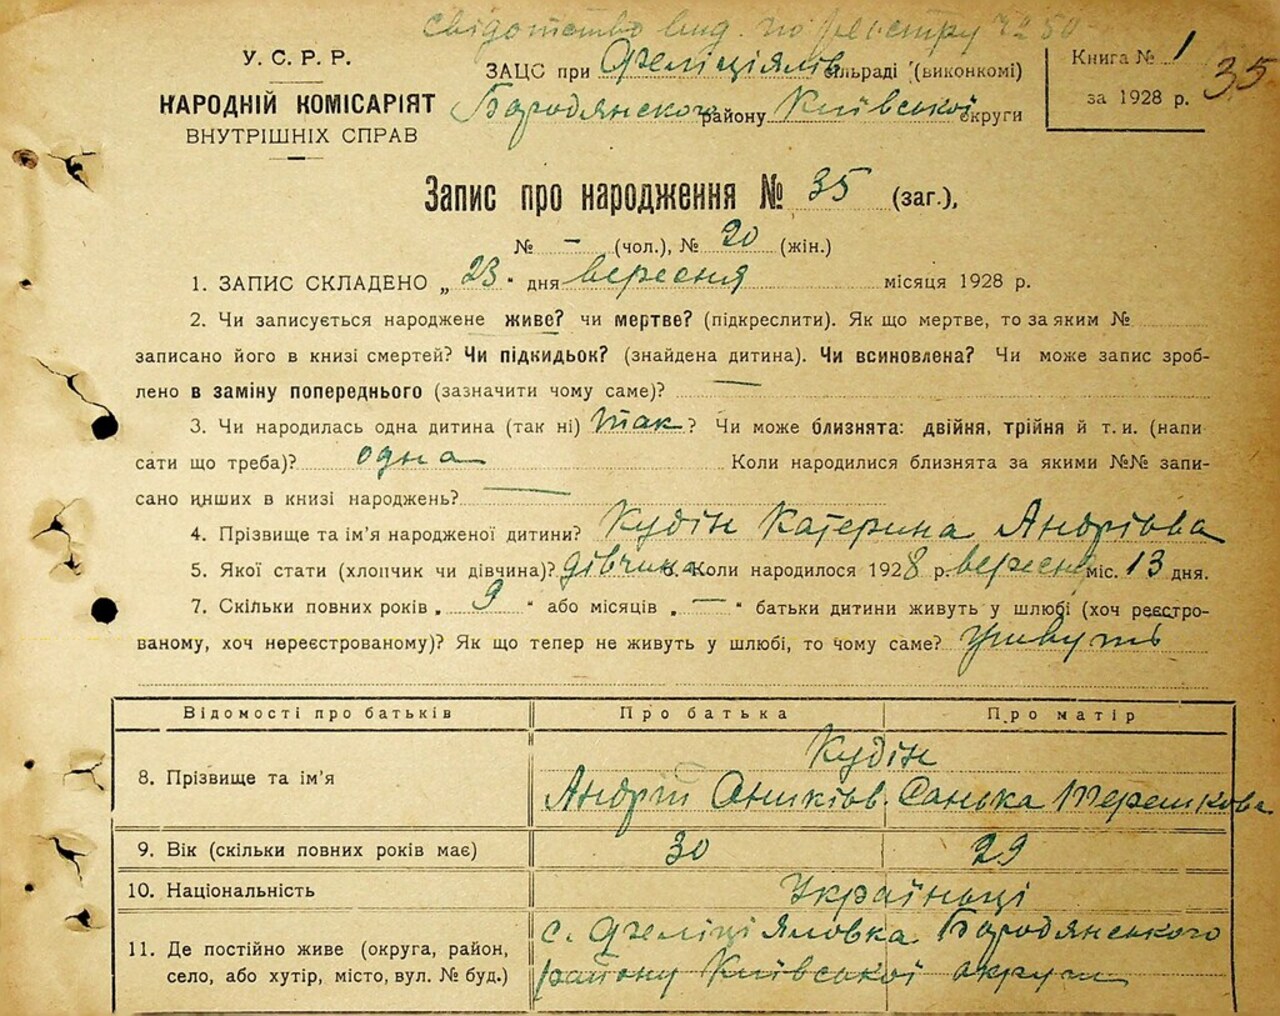 свідотство вид. по реєстру № 50
У. С. Р. Р.
НАРОДНІЙ КОМІСАРІЯТ
ВНУТРІШНІХ СПРАВ
ЗАЦС при сільраді (виконкомі)
Бородянского району Київської округи
Книга № 1
за 1928 р.
35
Запис про народження № 35 (заг.),
№ – (чол.), № 20 (жін.)
1. ЗАПИС СКЛАДЕНО „ 23 " дня вересня місяця 1928 р.
2. Чи записується народжене живе? чи мертве? (підкреслити). Як що мертве, то за яким №
записано його в книзі смертей? Чи підкидьок? (знайдена дитина). Чи всиновлена? Чи може запис зроб-
лено в заміну попереднього (зазначити чому саме)? —
3. Чи народилась одна дитина (так ні) так ? Чи може близнята: двійня, трійня й т. и. (напи
сати що треба)? одна Коли народилися близнята за якими №№ запи-
сано инших в книзі народжень? —
4. Прізвище та ім'я народженої дитини? Кудін Катерина Андріївa
5. Якої стати (хлопчик чи дівчина)? дівчина 6. Коли народилося 1928 р. вересня міс. 13 дня.
7. Скільки повних років „ 9 " або місяців „ — " батьки дитини живуть у шлюбі (хоч реєстро-
ваному, хоч нереєстрованому)? Як що тепер не живуть у шлюбі, то чому саме? живуть
Відомості про батьків Про батька Про матір
8. Прізвище та ім'я Кудін
Андрій Санька
9. Вік (скільки повних років має) 30 29
10. Національність Українці
11. Де постійно живе (округа, район,
село, або хутір, місто, вул. № буд.)
с. Бородянського
району Київської округи